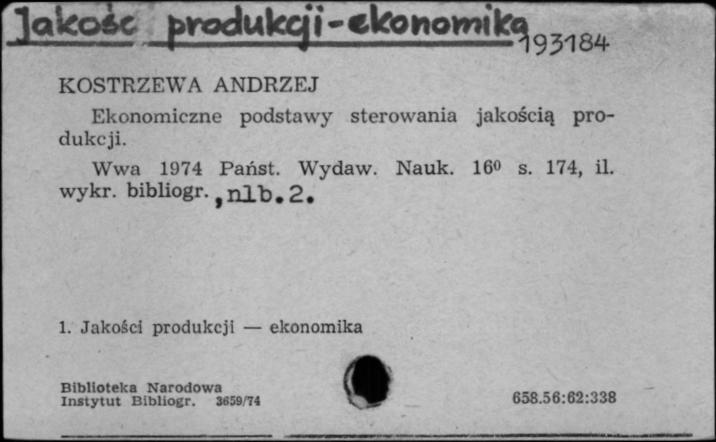 Jakość produkcji-ekonomika
193184
KOSTRZEWA ANDRZEJ
Ekonomiczne podstawy sterowania jakością pro-
dukcji.
Wwa 1974 Państ. Wydaw. Nauk. 16⁰ s. 174, il.
wykr. bibliogr. , nlb. 2.
1. Jakości produkcji — ekonomika
Biblioteka Narodowa
Instytut Bibliogr. 3659/74
658.56:62:338